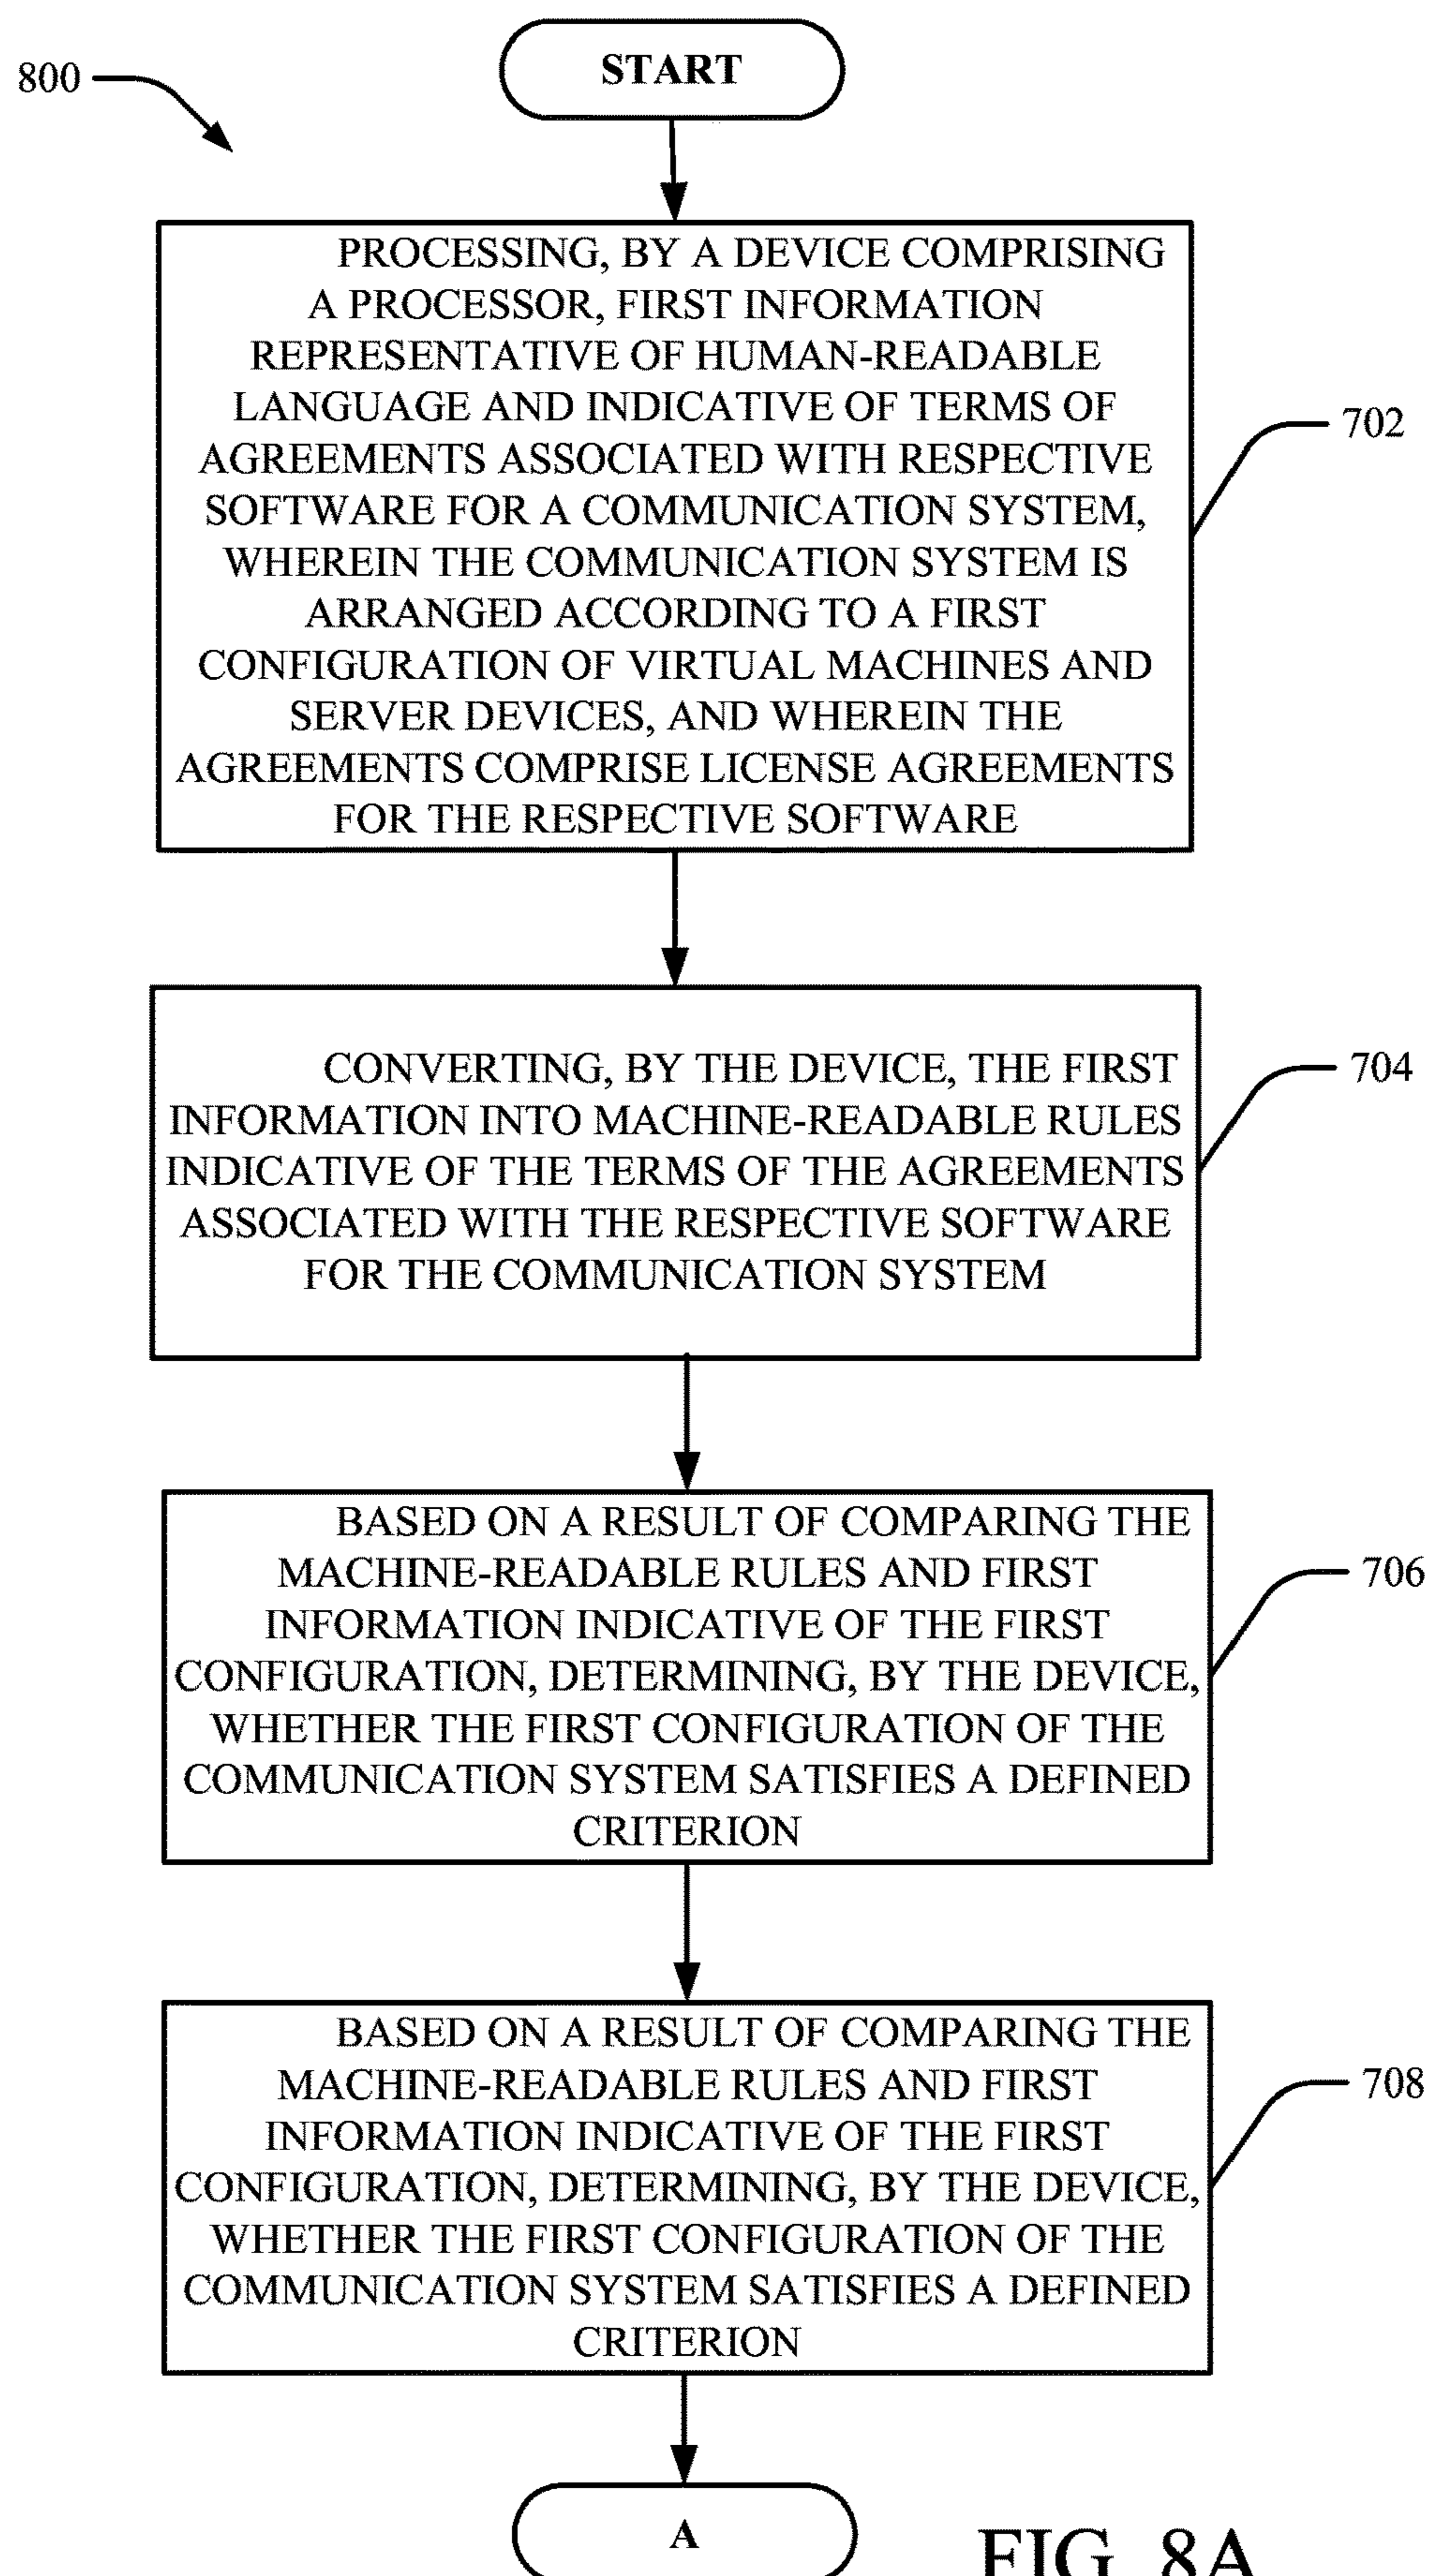 START
800
PROCESSING, BY A DEVICE COMPRISING
A PROCESSOR, FIRST INFORMATION
REPRESENTATIVE OF HUMAN-READABLE
LANGUAGE AND INDICATIVE OF TERMS OF
AGREEMENTS ASSOCIATED WITH RESPECTIVE
SOFTWARE FOR A COMMUNICATION SYSTEM,
WHEREIN THE COMMUNICATION SYSTEM IS
ARRANGED ACCORDING TO A FIRST
CONFIGURATION OF VIRTUAL MACHINES AND
SERVER DEVICES, AND WHEREIN THE
AGREEMENTS COMPRISE LICENSE AGREEMENTS
FOR THE RESPECTIVE SOFTWARE
702
CONVERTING, BY THE DEVICE, THE FIRST
INFORMATION INTO MACHINE-READABLE RULES
INDICATIVE OF THE TERMS OF THE AGREEMENTS
ASSOCIATED WITH THE RESPECTIVE SOFTWARE
FOR THE COMMUNICATION SYSTEM
704
BASED ON A RESULT OF COMPARING THE
MACHINE-READABLE RULES AND FIRST
INFORMATION INDICATIVE OF THE FIRST
CONFIGURATION, DETERMINING, BY THE DEVICE,
WHETHER THE FIRST CONFIGURATION OF THE
COMMUNICATION SYSTEM SATISFIES A DEFINED
CRITERION
706
BASED ON A RESULT OF COMPARING THE
MACHINE-READABLE RULES AND FIRST
INFORMATION INDICATIVE OF THE FIRST
CONFIGURATION, DETERMINING, BY THE DEVICE,
WHETHER THE FIRST CONFIGURATION OF THE
COMMUNICATION SYSTEM SATISFIES A DEFINED
CRITERION
708
A
FIG. 8A